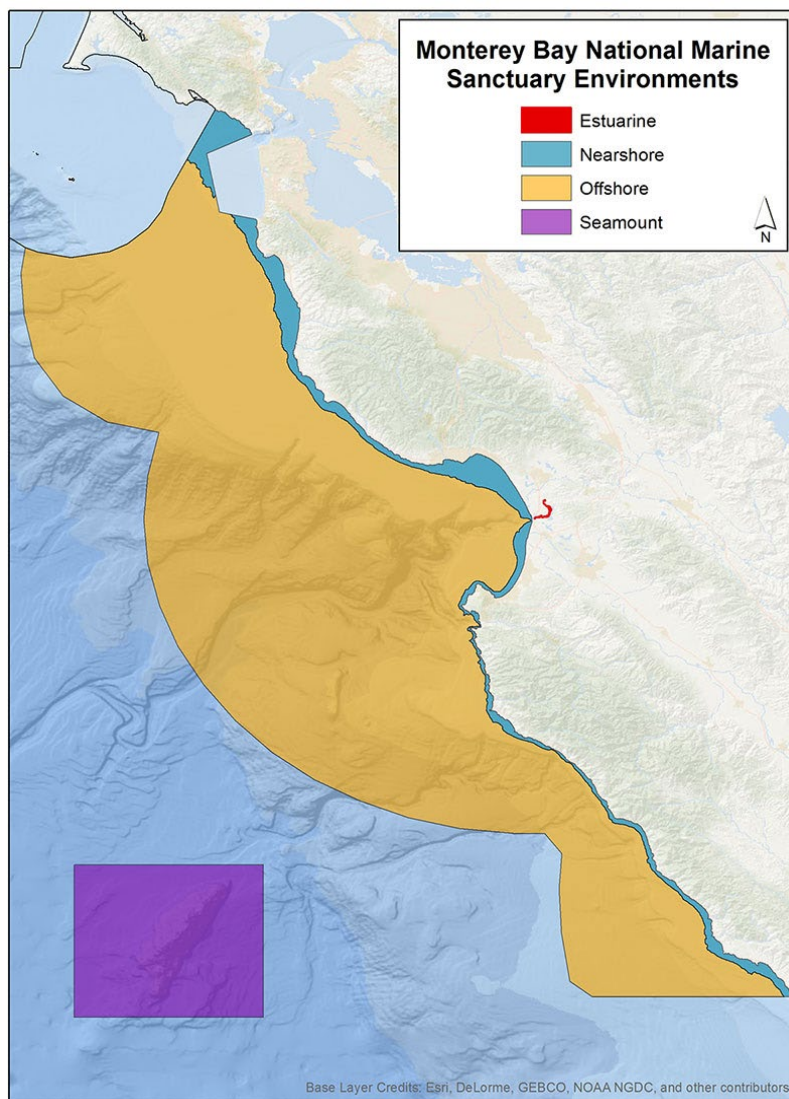 Monterey Bay National Marine
Sanctuary Environments
Estuarine
Nearshore
Offshore
Seamount
N
Base Layer Credits: Esri, DeLorme, GEBCO, NOAA NGDC, and other contributors